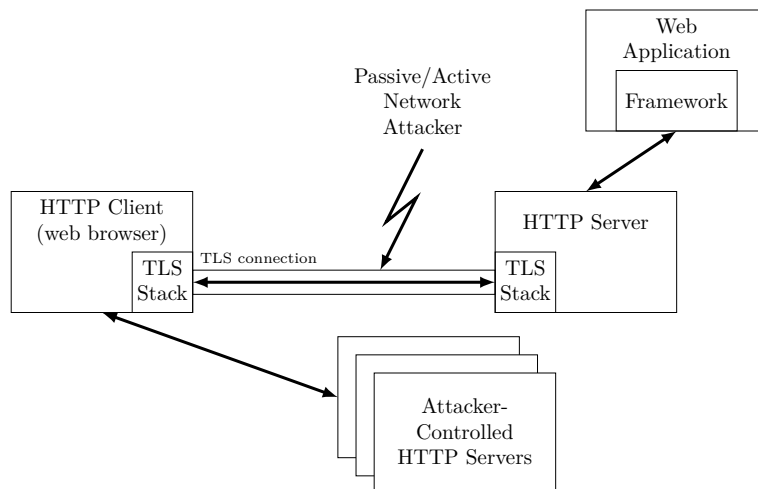 Web
Application
Framework
Passive/Active
Network
Attacker
HTTP Client
(web browser)
TLS
Stack
TLS connection
HTTP Server
TLS
Stack
Attacker-
Controlled
HTTP Servers